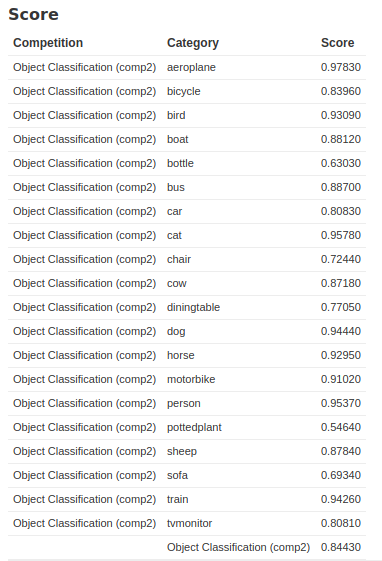 Score
Competition Category Score
Object Classification (comp2) aeroplane 0.97830
Object Classification (comp2) bicycle 0.83960
Object Classification (comp2) bird 0.93090
Object Classification (comp2) boat 0.88120
Object Classification (comp2) bottle 0.63030
Object Classification (comp2) bus 0.88700
Object Classification (comp2) car 0.80830
Object Classification (comp2) cat 0.95780
Object Classification (comp2) chair 0.72440
Object Classification (comp2) cow 0.87180
Object Classification (comp2) diningtable 0.77050
Object Classification (comp2) dog 0.94440
Object Classification (comp2) horse 0.92950
Object Classification (comp2) motorbike 0.91020
Object Classification (comp2) person 0.95370
Object Classification (comp2) pottedplant 0.54640
Object Classification (comp2) sheep 0.87840
Object Classification (comp2) sofa 0.69340
Object Classification (comp2) train 0.94260
Object Classification (comp2) tvmonitor 0.80810
Object Classification (comp2) 0.84430